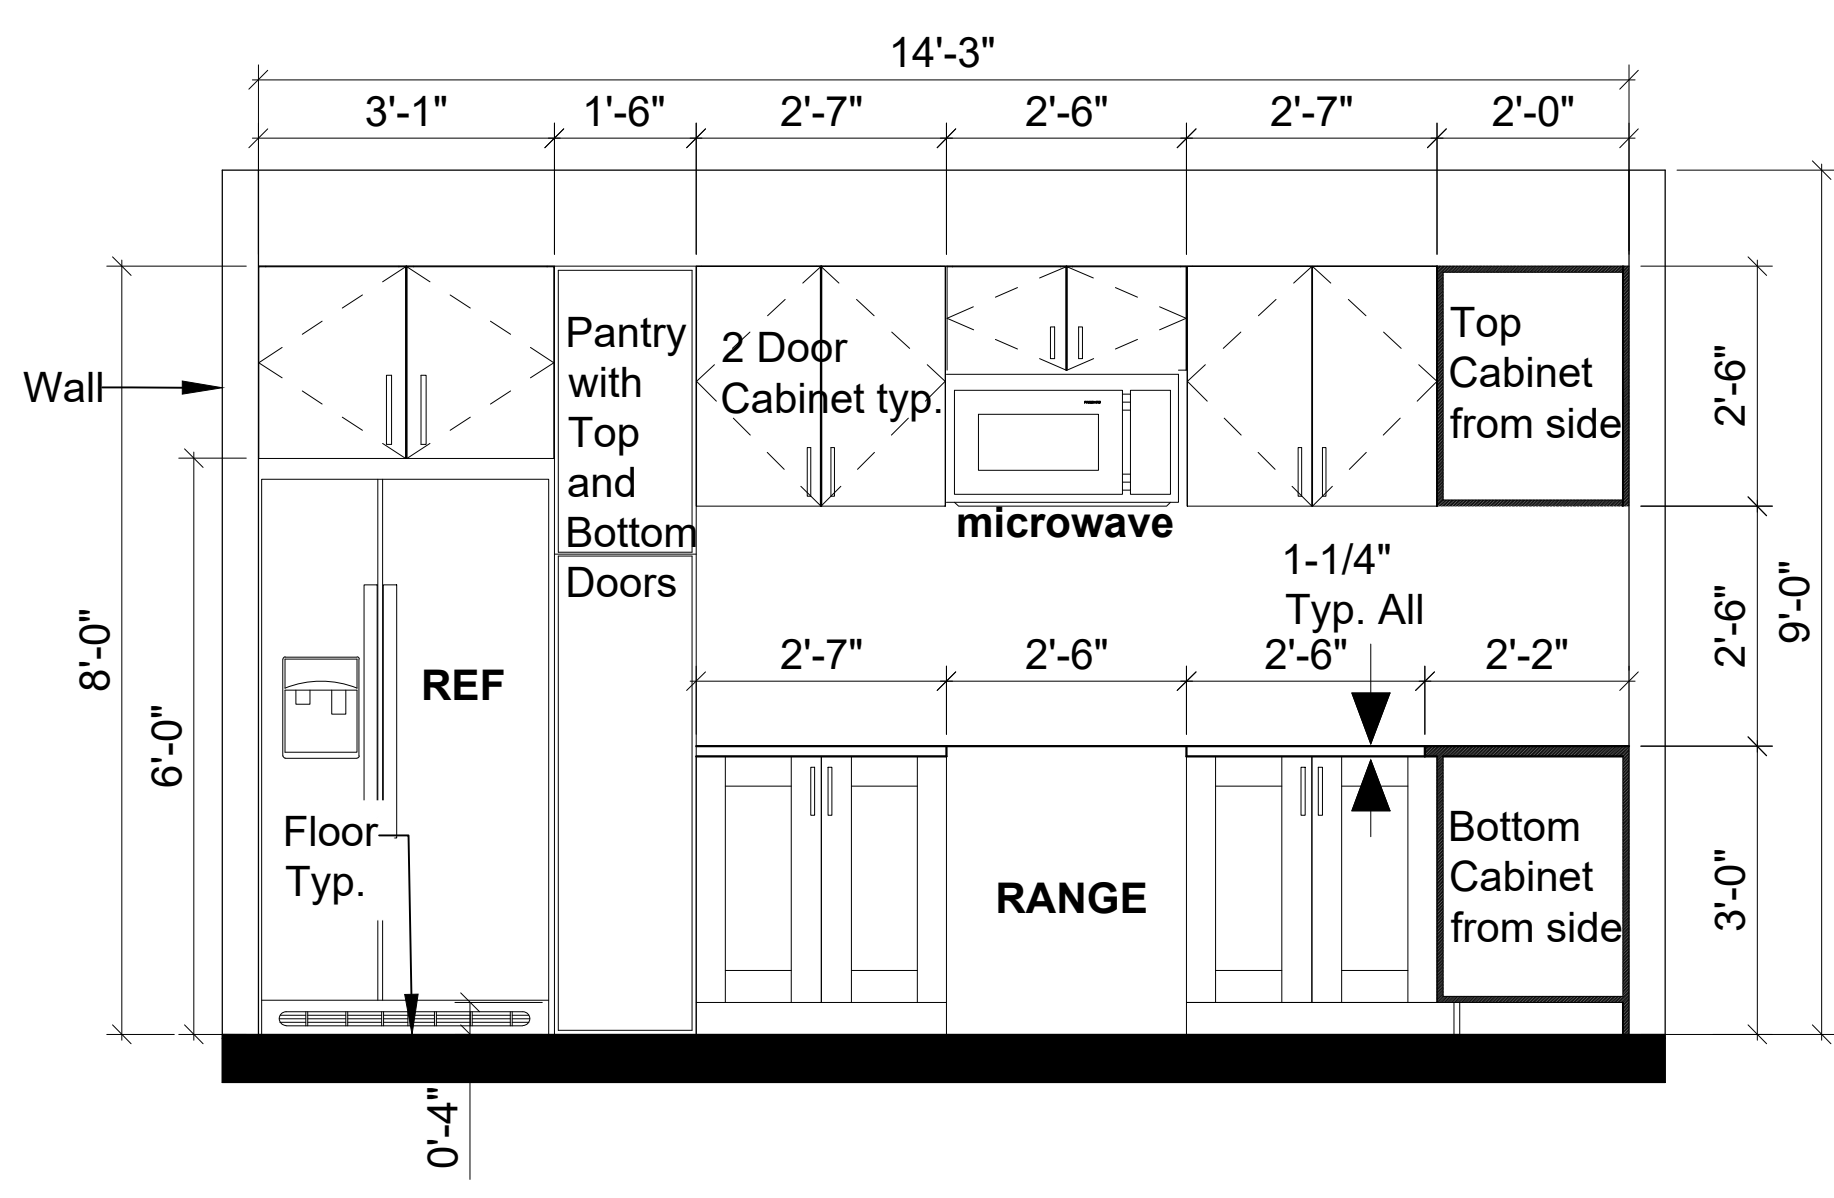 14'-3"
3'-1"
1'-6"
2'-7"
2'-6"
2'-7"
2'-0"
Wall
Pantry
with
Top
and
Bottom
Doors
2 Door
Cabinet typ.
microwave
Top
Cabinet
from side
1-1/4"
Typ. All
2'-7"
2'-6"
2'-6"
2'-2"
8'-0"
6'-0"
REF
Floor
Typ.
RANGE
Bottom
Cabinet
from side
2'-6"
2'-6"
3'-0"
9'-0"
0'-4"